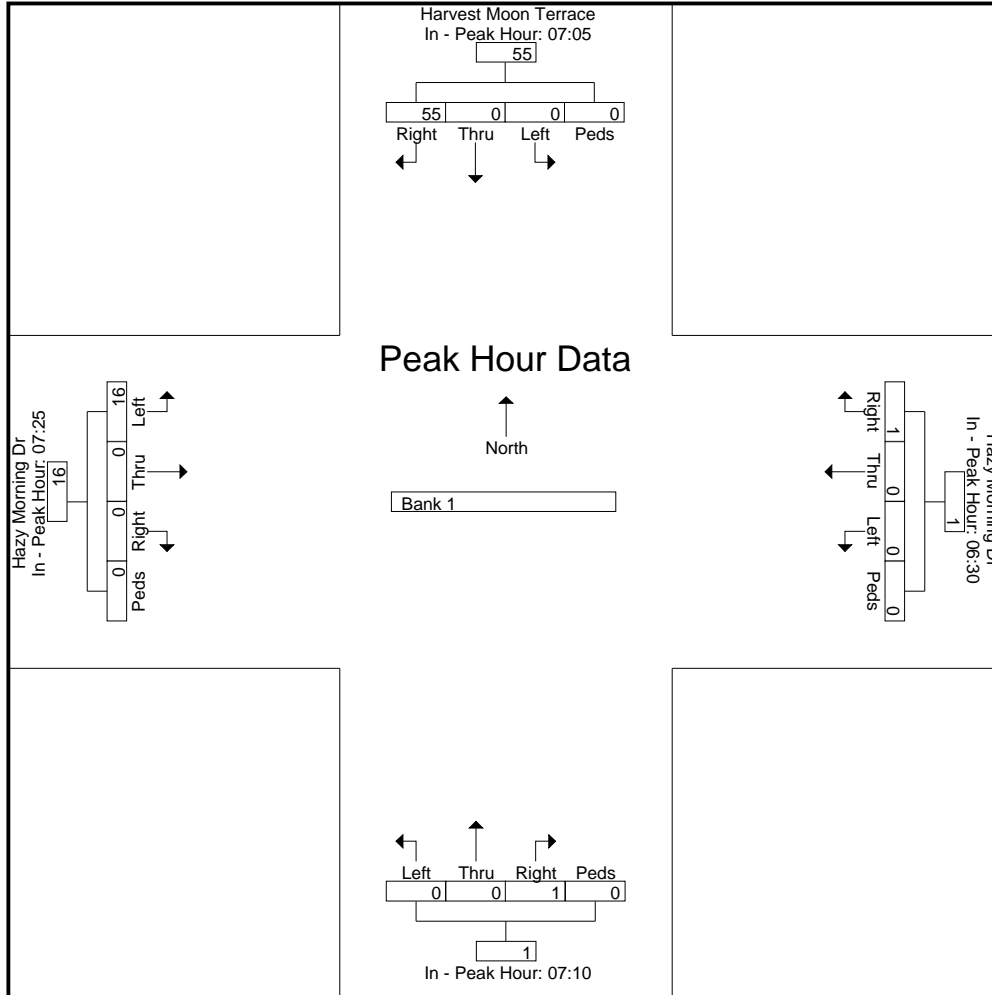 Harvest Moon Terrace
In - Peak Hour: 07:05
55
55 0 0 0
Right Thru Left Peds
Peak Hour Data
North
Bank 1
Hazy Morning Dr
In - Peak Hour: 07:25
16
16 0 0 0
Left Thru Right Peds
Hazy Morning Dr
In - Peak Hour: 06:30
1
1 0 0 0
Right Thru Left Peds
Left Thru Right Peds
0 0 1 0
1
In - Peak Hour: 07:10